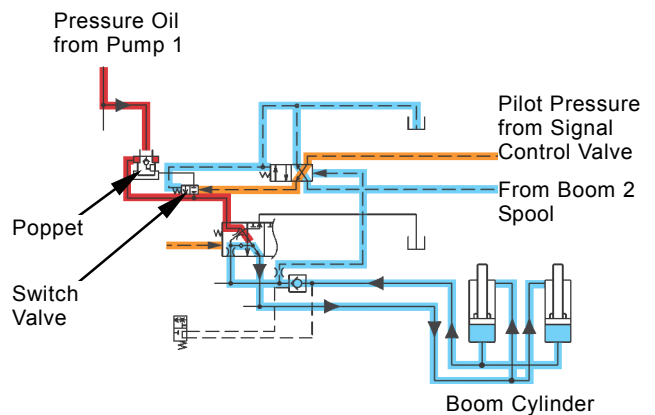 Pressure Oil
from Pump 1
Pilot Pressure
from Signal
Control Valve
From Boom 2
Spool
Poppet
Switch
Valve
Boom Cylinder